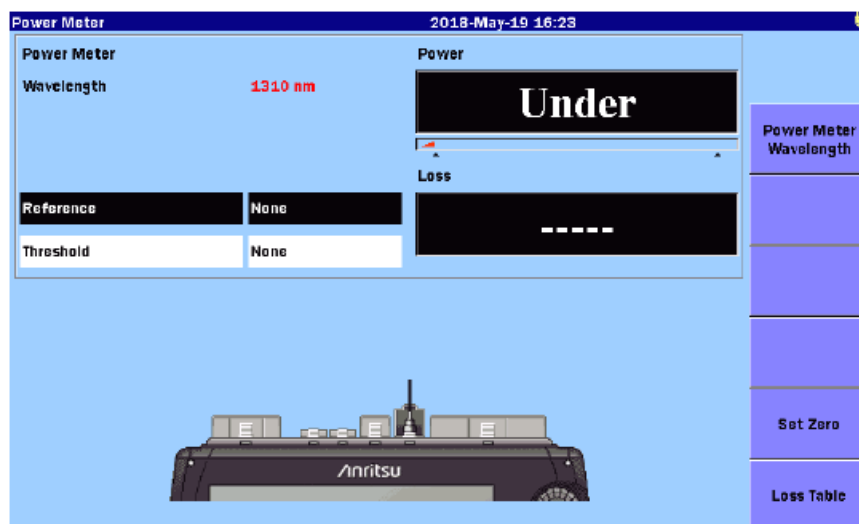 Power Meter 2018-May-19 16:23
Power Meter
Wavelength 1310 nm
Reference None
Threshold None
Power
Under
Loss
-----
Power Meter
Wavelength
Set Zero
Loss Table
Anritsu